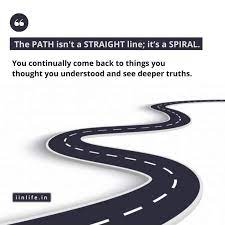 “
The PATH isn't a STRAIGHT line; it's a SPIRAL.
You continually come back to things you
thought you understood and see deeper truths.
iinlife.in